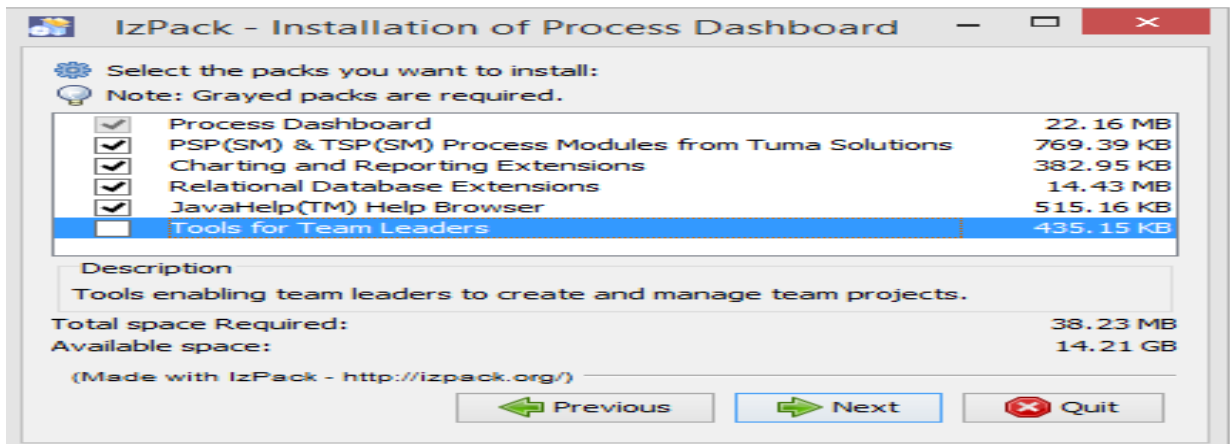 IzPack - Installation of Process Dashboard
Select the packs you want to install:
Note: Grayed packs are required.
Process Dashboard 22.16 MB
PSP(SM) & TSP(SM) Process Modules from Tuma Solutions 769.39 KB
Charting and Reporting Extensions 382.95 KB
Relational Database Extensions 14.43 MB
JavaHelp(TM) Help Browser 515.16 KB
Tools for Team Leaders 435.15 KB
Description
Tools enabling team leaders to create and manage team projects.
Total space Required: 38.23 MB
Available space: 14.21 GB
(Made with IzPack - http://izpack.org/)
Previous Next Quit